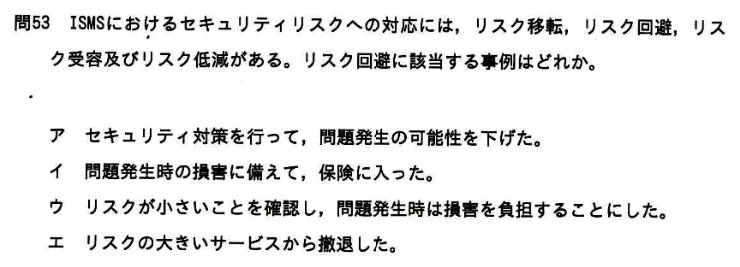 問53 ISMSにおけるセキュリティリスクへの対応には，リスク移転，リスク回避，リス
ク受容及びリスク低減がある。リスク回避に該当する事例はどれか。
ア セキュリティ対策を行って，問題発生の可能性を下げた。
イ 問題発生時の損害に備えて，保険に入った。
ウ リスクが小さいことを確認し，問題発生時は損害を負担することにした。
エ リスクの大きいサービスから撤退した。